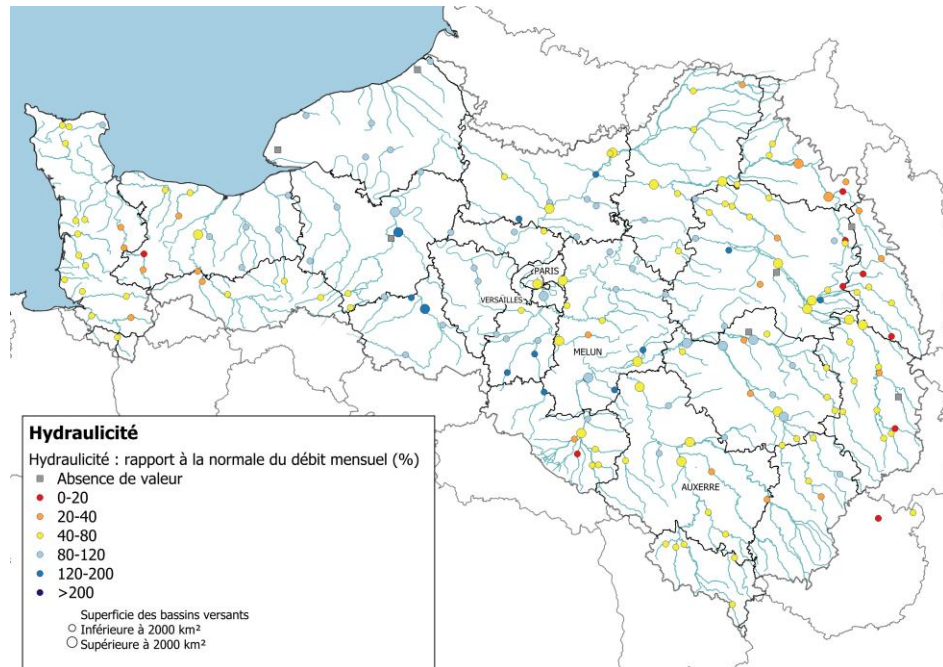 PARIS
VERSAILLES
MELUN
AUXERRE
Hydraulicité
Hydraulicité : rapport à la normale du débit mensuel (%)
Absence de valeur
0-20
20-40
40-80
80-120
120-200
>200
Superficie des bassins versants
Inférieure à 2000 km²
Supérieure à 2000 km²